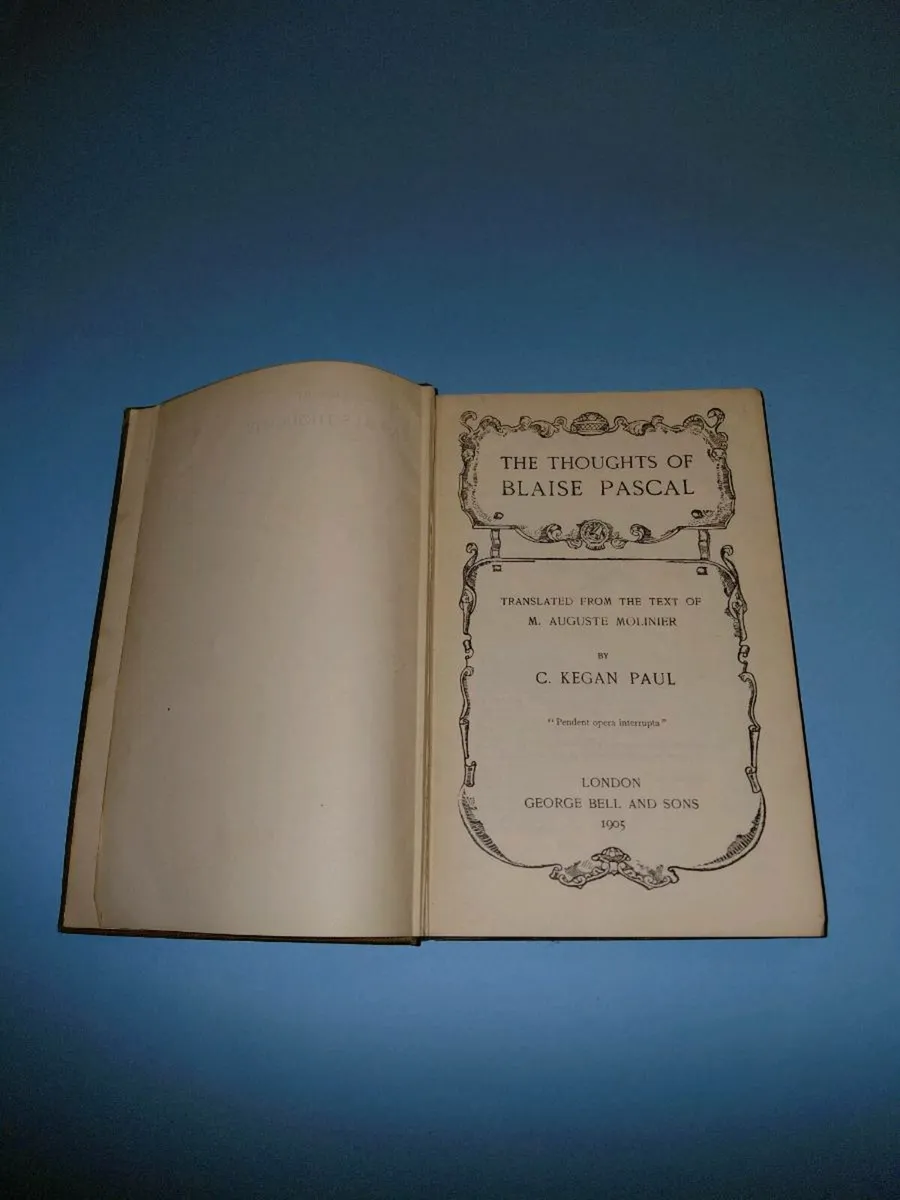 THE THOUGHTS OF
BLAISE PASCAL
TRANSLATED FROM THE TEXT OF
M. AUGUSTE MOLINIER
BY
C. KEGAN PAUL
"Pendent opera interrupta"
LONDON
GEORGE BELL AND SONS
1905